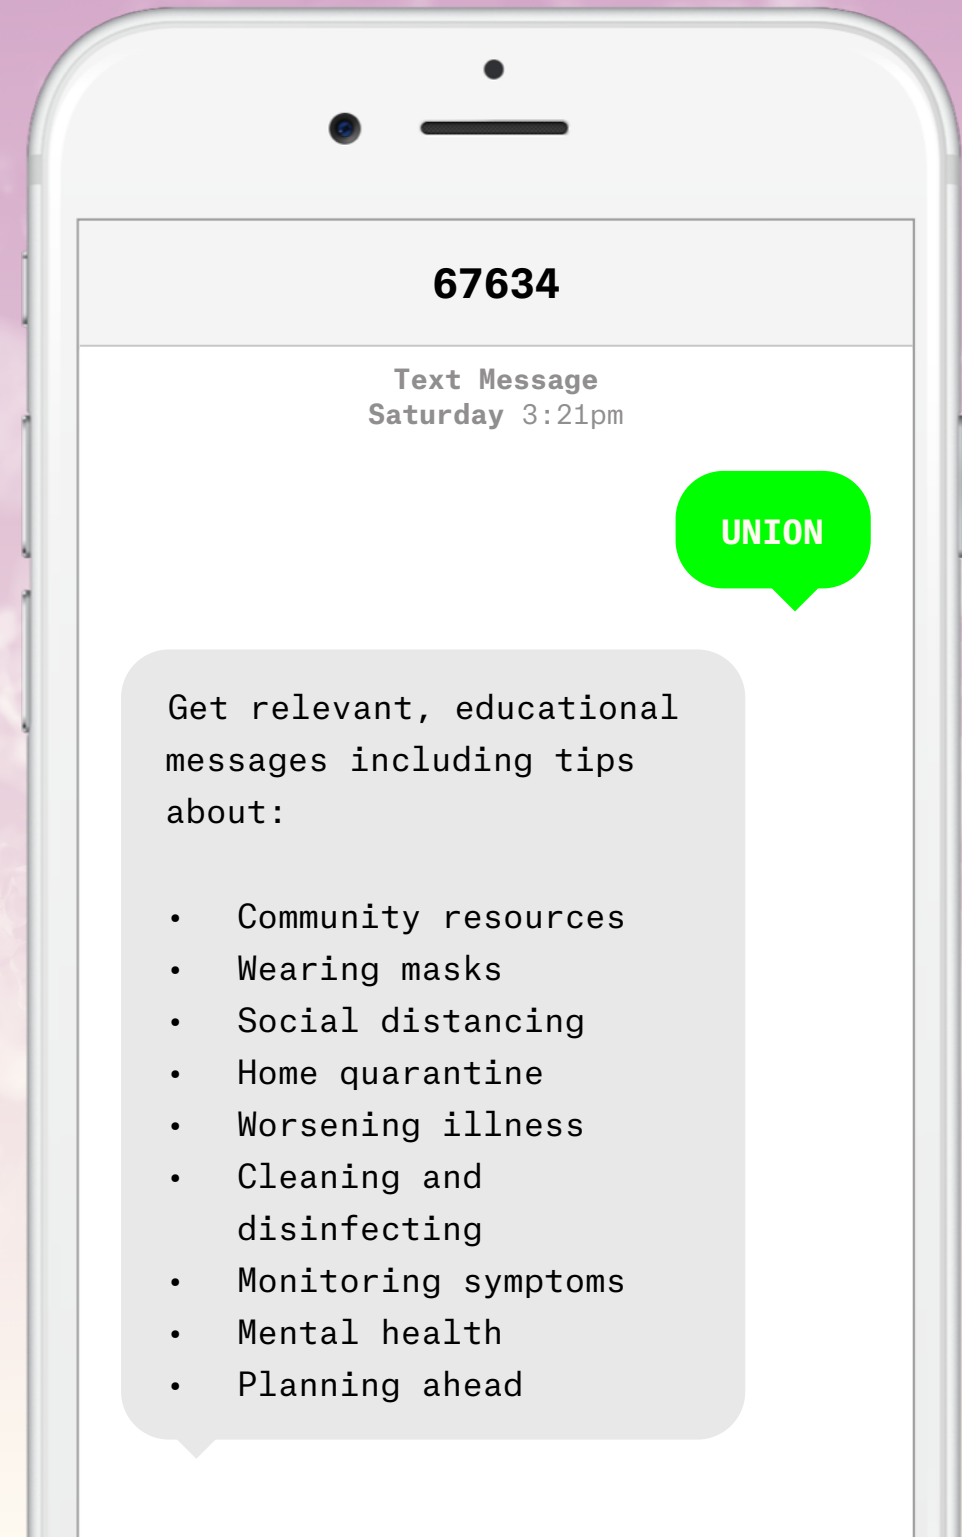 67634
Text Message
Saturday 3:21pm
UNION
Get relevant, educational
messages including tips
about:
• Community resources
• Wearing masks
• Social distancing
• Home quarantine
• Worsening illness
• Cleaning and
disinfecting
• Monitoring symptoms
• Mental health
• Planning ahead